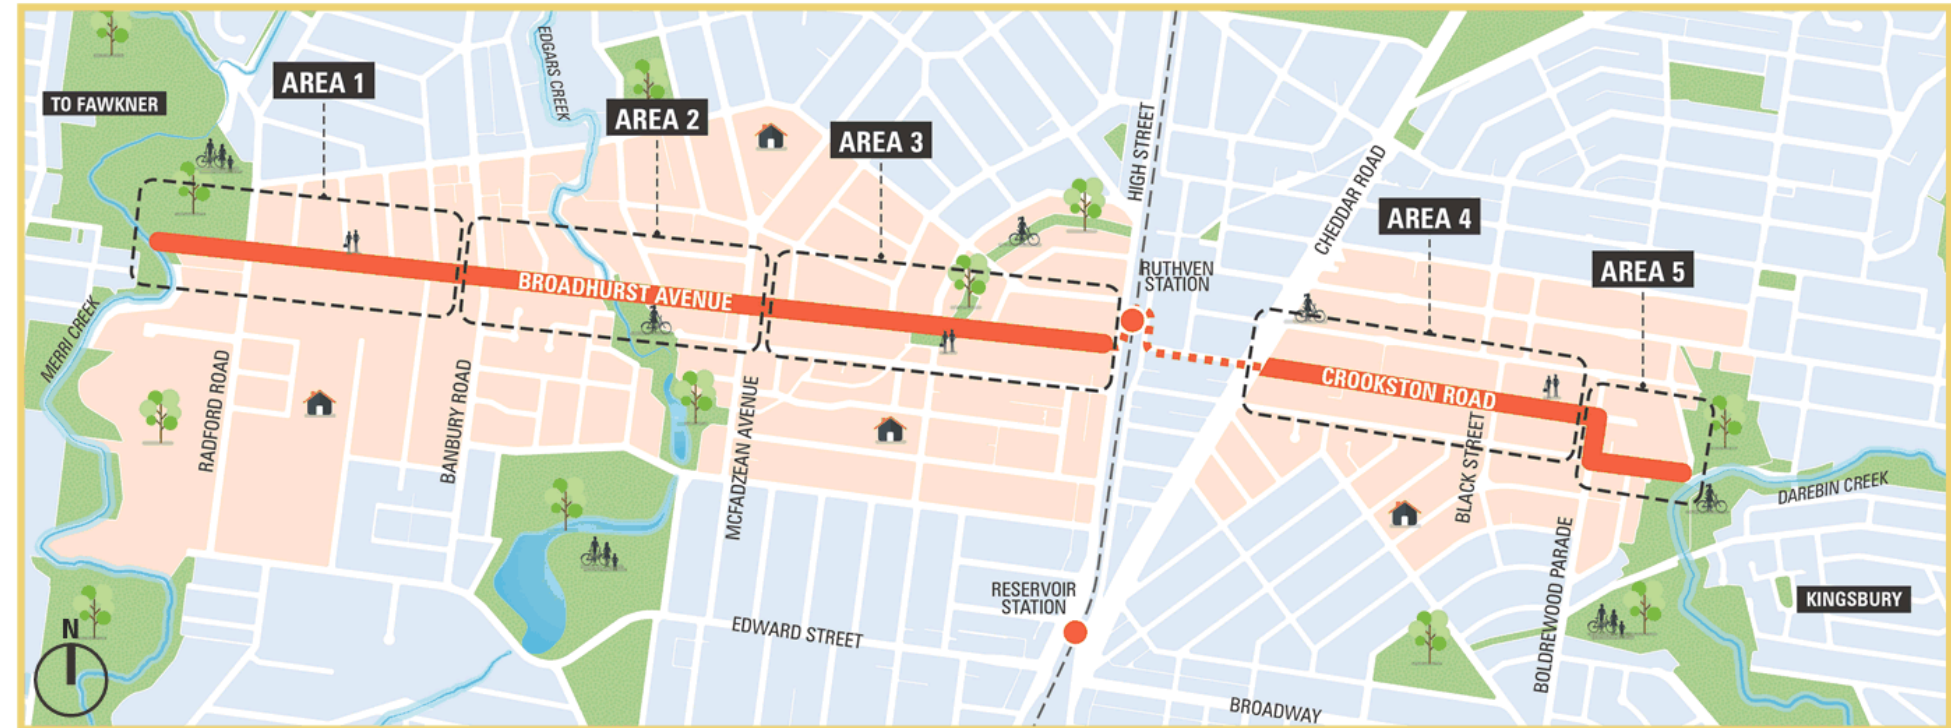 AREA 1
TO FAWKNER
EDGARS CREEK
AREA 2
AREA 3
HIGH STREET
CHEDDAR ROAD
AREA 4
AREA 5
RUTHVEN
STATION
BROADHURST AVENUE
CROOKSTON ROAD
MERRI CREEK
RADFORD ROAD
BANBURY ROAD
MCFADZEAN AVENUE
BLACK STREET
BOLDREWOOD PARADE
DAREBIN CREEK
KINGSBURY
RESERVOIR
STATION
EDWARD STREET
BROADWAY
N